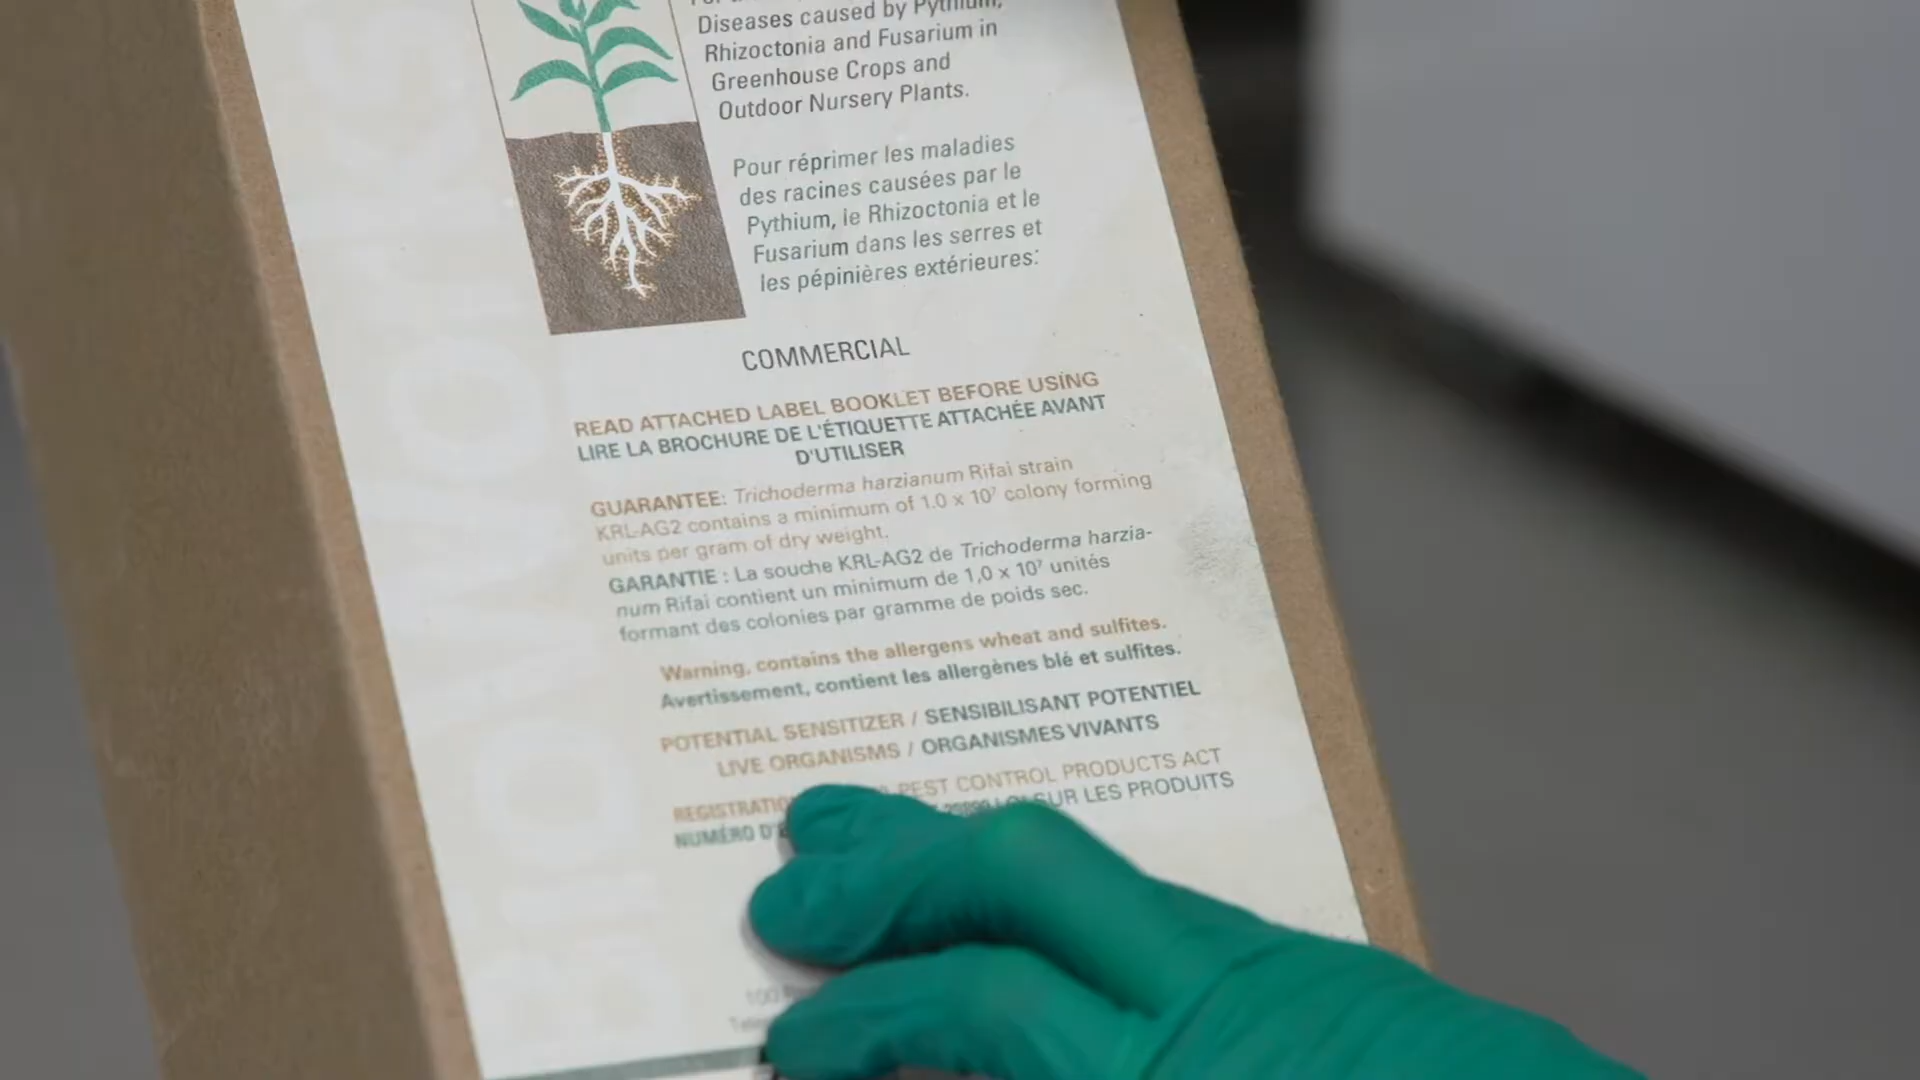 Diseases caused by Pythium,
Rhizoctonia and Fusarium in
Greenhouse Crops and
Outdoor Nursery Plants.
Pour réprimer les maladies
des racines causées par le
Pythium, le Rhizoctonia et le
Fusarium dans les serres et
les pépinières extérieures:
COMMERCIAL
READ ATTACHED LABEL BOOKLET BEFORE USING
LIRE LA BROCHURE DE L'ÉTIQUETTE ATTACHÉE AVANT
D'UTILISER
GUARANTEE: Trichoderma harzianum Rifai strain
KRL-AG2 contains a minimum of 1.0 x 10⁷ colony forming
units per gram of dry weight.
GARANTIE : La souche KRL-AG2 de Trichoderma harzia-
num Rifai contient un minimum de 1,0 x 10⁷ unités
formant des colonies par gramme de poids sec.
Warning, contains the allergens wheat and sulfites.
Avertissement, contient les allergènes blé et sulfites.
POTENTIAL SENSITIZER / SENSIBILISANT POTENTIEL
LIVE ORGANISMS / ORGANISMES VIVANTS
PEST CONTROL PRODUCTS ACT
NUMÉRO SUR LES PRODUITS
100
BioWorks